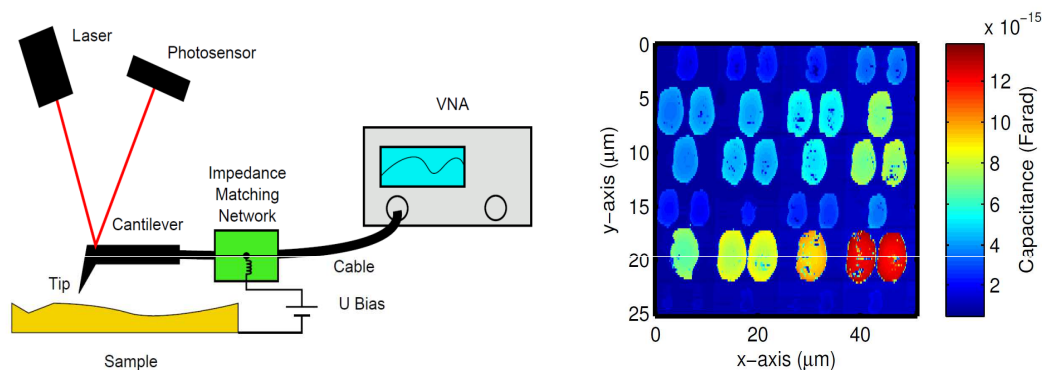 Laser
Photosensor
VNA
Impedance
Matching
Network
Cantilever
Cable
Tip
U Bias
Sample
x 10⁻¹⁵
0
5
10
15
20
25
0
20
40
y−axis (μm)
x−axis (μm)
12
10
8
6
4
2
Capacitance (Farad)